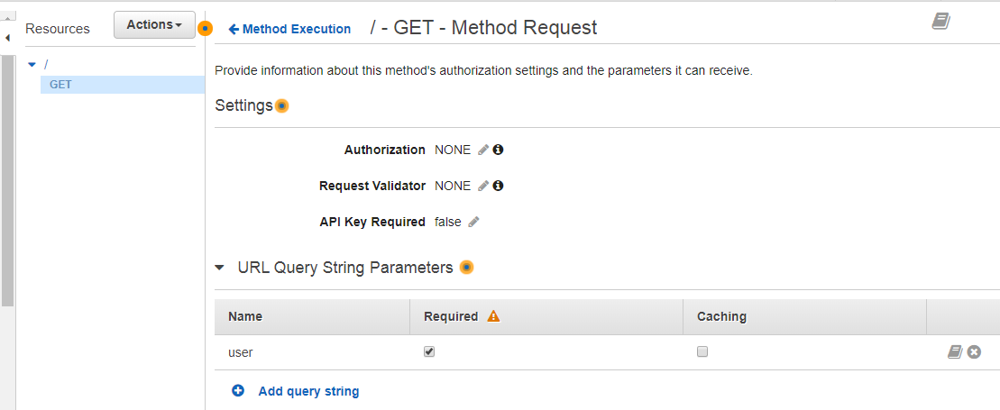 Resources
Actions
Method Execution
/ - GET - Method Request
/
GET
Provide information about this method's authorization settings and the parameters it can receive.
Settings
Authorization NONE
Request Validator NONE
API Key Required false
URL Query String Parameters
Name Required Caching
user
Add query string